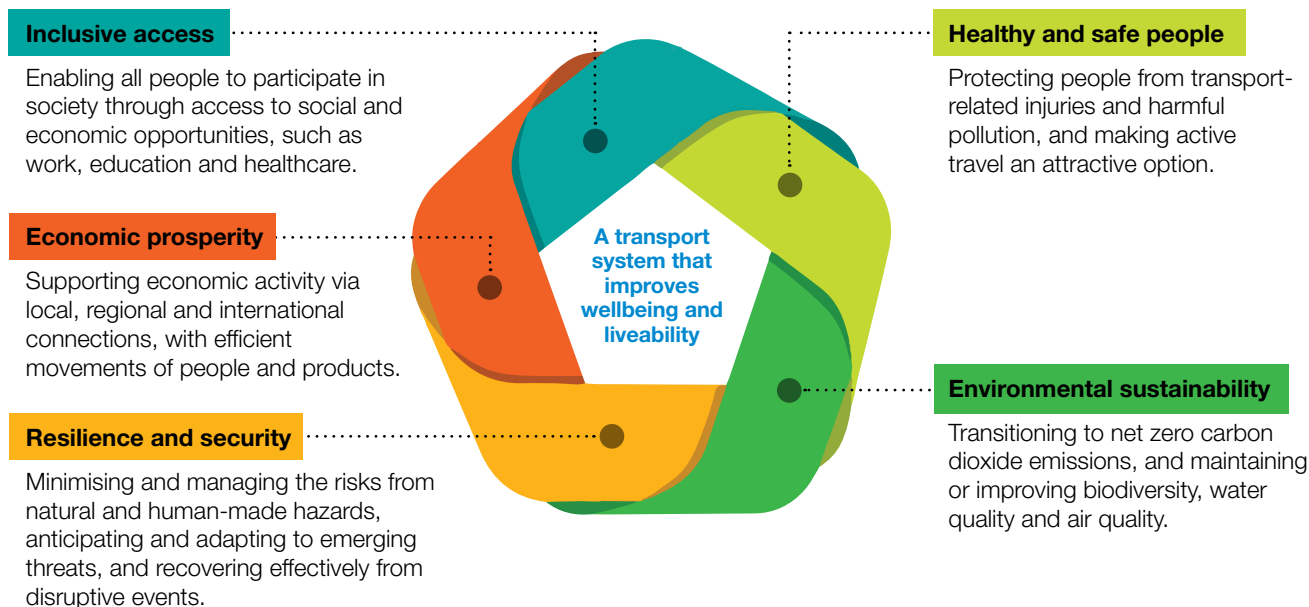 Inclusive access
Enabling all people to participate in
society through access to social and
economic opportunities, such as
work, education and healthcare.
Economic prosperity
Supporting economic activity via
local, regional and international
connections, with efficient
movements of people and products.
Resilience and security
Minimising and managing the risks from
natural and human-made hazards,
anticipating and adapting to emerging
threats, and recovering effectively from
disruptive events.
A transport
system that
improves
wellbeing and
liveability
Healthy and safe people
Protecting people from transport-
related injuries and harmful
pollution, and making active
travel an attractive option.
Environmental sustainability
Transitioning to net zero carbon
dioxide emissions, and maintaining
or improving biodiversity, water
quality and air quality.